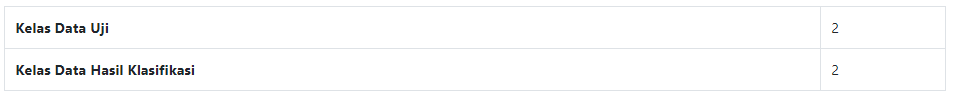 Kelas Data Uji 2
Kelas Data Hasil Klasifikasi 2